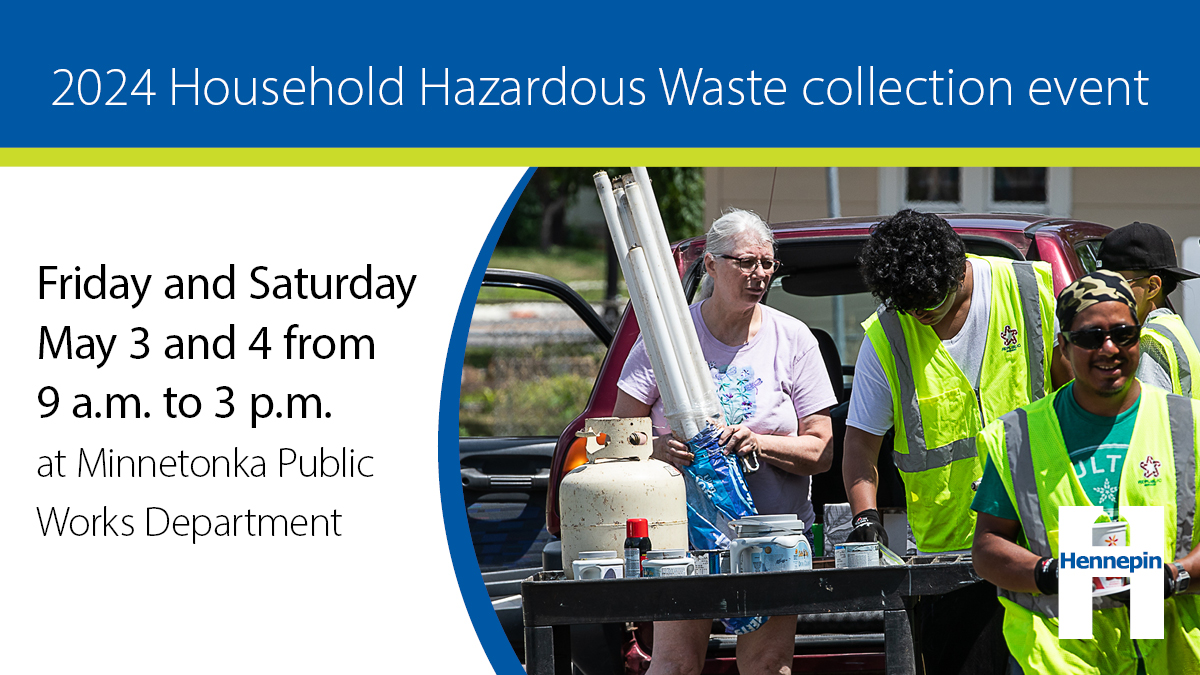 2024 Household Hazardous Waste collection event
Friday and Saturday
May 3 and 4 from
9 a.m. to 3 p.m.
at Minnetonka Public
Works Department
Hennepin